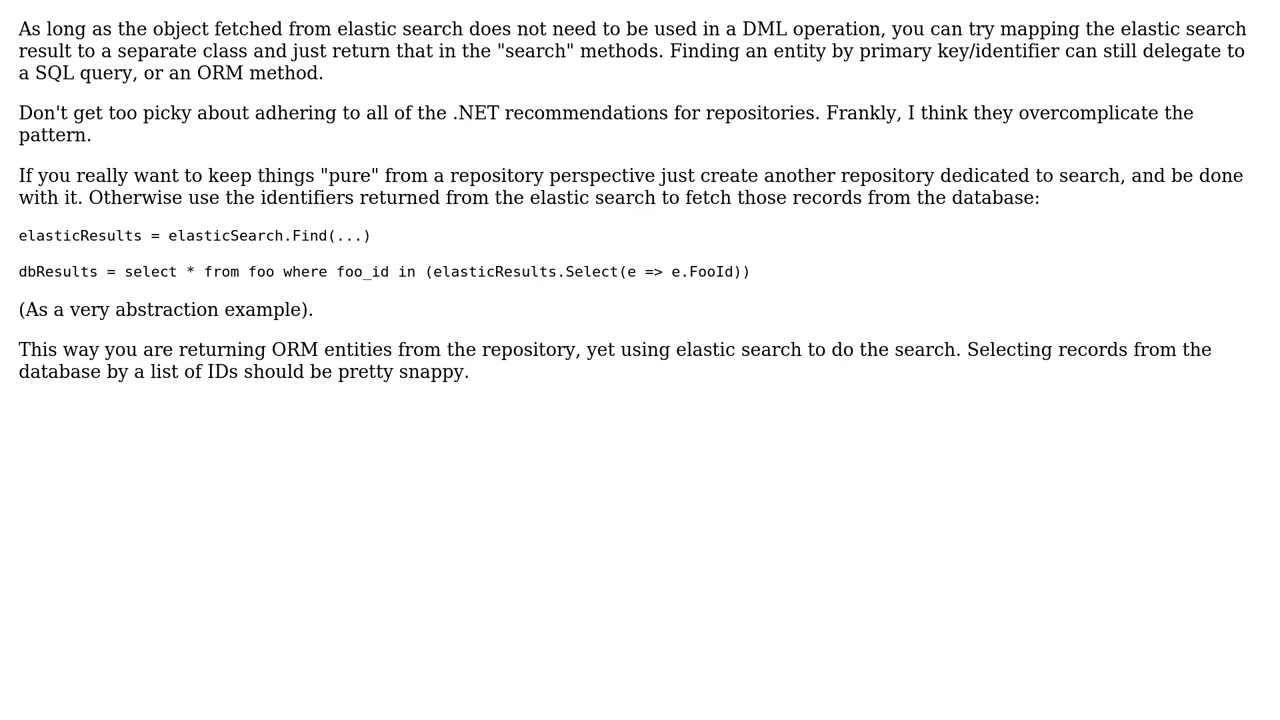 As long as the object fetched from elastic search does not need to be used in a DML operation, you can try mapping the elastic search
result to a separate class and just return that in the "search" methods. Finding an entity by primary key/identifier can still delegate to
a SQL query, or an ORM method.
Don't get too picky about adhering to all of the .NET recommendations for repositories. Frankly, I think they overcomplicate the
pattern.
If you really want to keep things "pure" from a repository perspective just create another repository dedicated to search, and be done
with it. Otherwise use the identifiers returned from the elastic search to fetch those records from the database:
elasticResults = elasticSearch.Find(...)
dbResults = select * from foo where foo_id in (elasticResults.Select(e => e.FooId))
(As a very abstraction example).
This way you are returning ORM entities from the repository, yet using elastic search to do the search. Selecting records from the
database by a list of IDs should be pretty snappy.